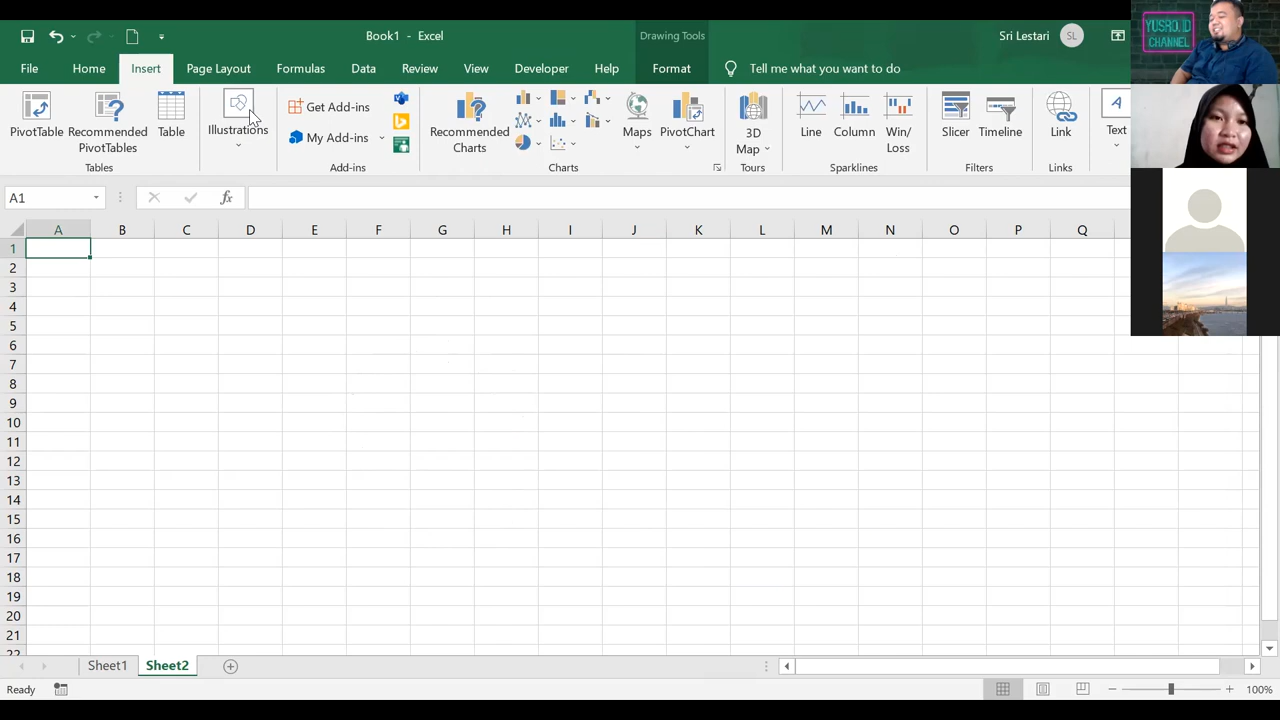 Book1 - Excel
Drawing Tools
Sri Lestari
SL
YUSRO.ID
CHANNEL
File
Home
Insert
Page Layout
Formulas
Data
Review
View
Developer
Help
Format
Tell me what you want to do
PivotTable
Recommended
PivotTables
Table
Illustrations
Get Add-ins
My Add-ins
Recommended
Charts
Maps
PivotChart
3D
Map
Line
Column
Win/
Loss
Slicer
Timeline
Link
Text
Tables
Add-ins
Charts
Tours
Sparklines
Filters
Links
A1
fx
A B C D E F G H I J K L M N O P Q
1
2
3
4
5
6
7
8
9
10
11
12
13
14
15
16
17
18
19
20
21
22
Sheet1
Sheet2
Ready
100%